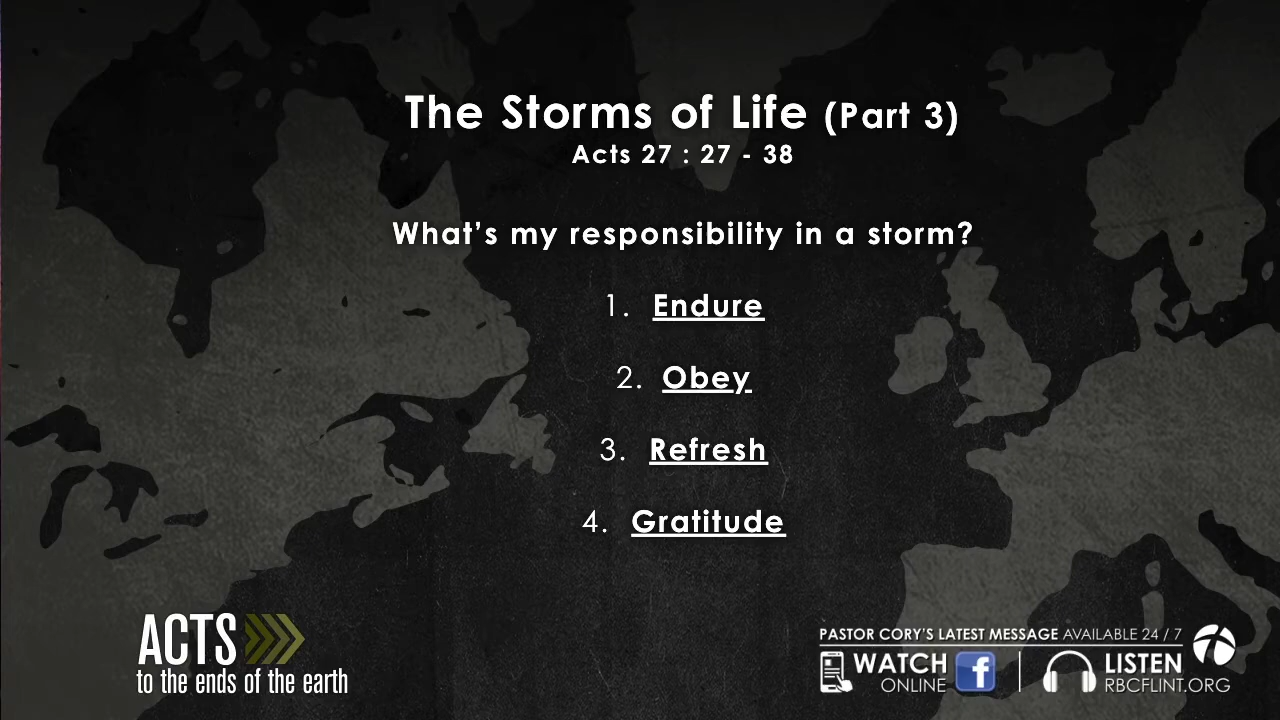 The Storms of Life (Part 3)
Acts 27 : 27 - 38
What's my responsibility in a storm?
1. Endure
2. Obey
3. Refresh
4. Gratitude
ACTS
to the ends of the earth
PASTOR CORY'S LATEST MESSAGE AVAILABLE 24 / 7
WATCH ONLINE f
LISTEN RBCFLINT.ORG